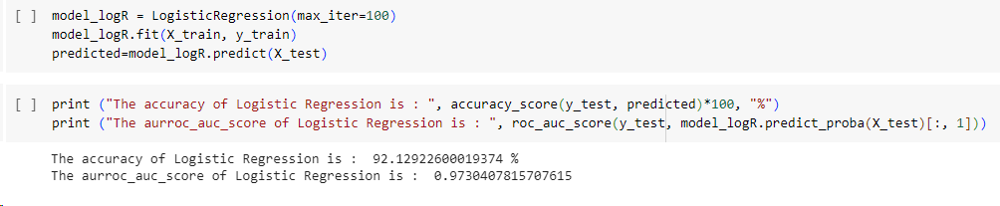 [ ] model_logR = LogisticRegression(max_iter=100)
model_logR.fit(X_train, y_train)
predicted=model_logR.predict(X_test)
[ ] print ("The accuracy of Logistic Regression is : ", accuracy_score(y_test, predicted)*100, "%")
print ("The aurroc_auc_score of Logistic Regression is : ", roc_auc_score(y_test, model_logR.predict_proba(X_test)[:, 1]))
The accuracy of Logistic Regression is :  92.12922600019374 %
The aurroc_auc_score of Logistic Regression is :  0.9730407815707615